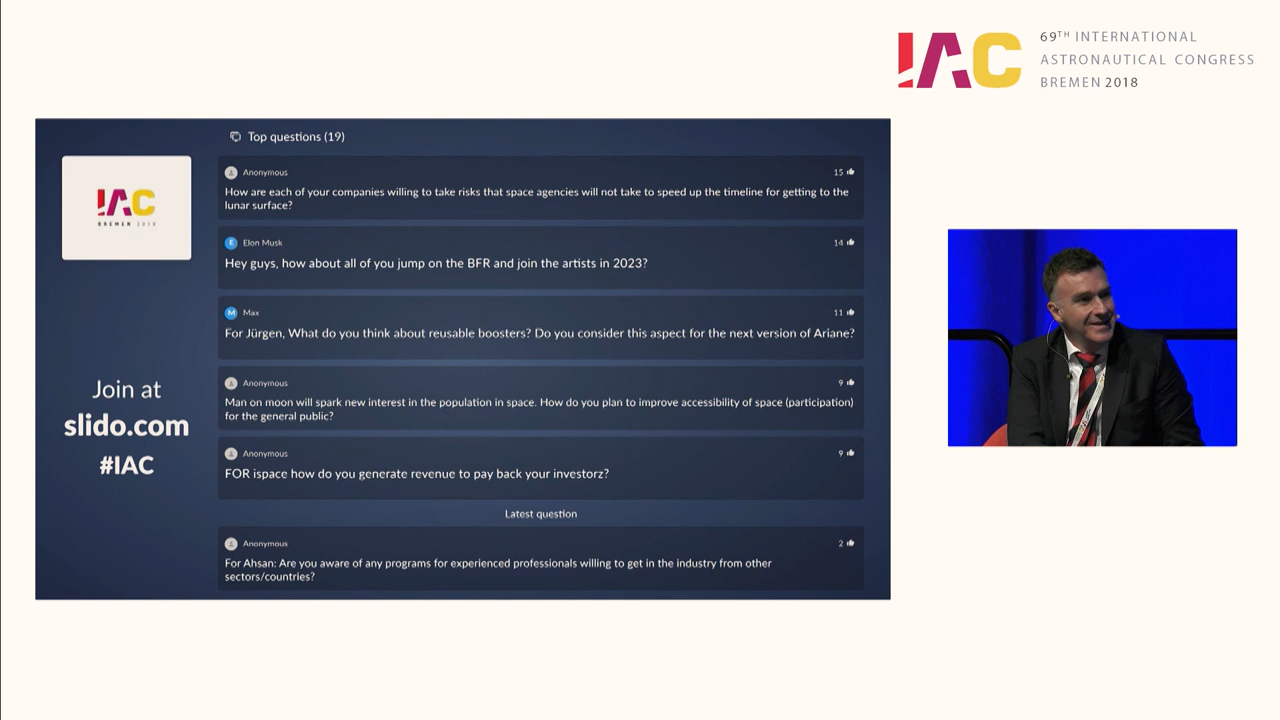 IAC
69TH INTERNATIONAL
ASTRONAUTICAL CONGRESS
BREMEN 2018
Top questions (19)
IAC
BREMEN 2018
Join at
slido.com
#IAC
Anonymous
15
How are each of your companies willing to take risks that space agencies will not take to speed up the timeline for getting to the
lunar surface?
E
Elon Musk
14
Hey guys, how about all of you jump on the BFR and join the artists in 2023?
M
Max
11
For Jürgen, What do you think about reusable boosters? Do you consider this aspect for the next version of Ariane?
Anonymous
9
Man on moon will spark new interest in the population in space. How do you plan to improve accessibility of space (participation)
for the general public?
Anonymous
9
FOR ispace how do you generate revenue to pay back your investorz?
Latest question
Anonymous
2
For Ahsan: Are you aware of any programs for experienced professionals willing to get in the industry from other
sectors/countries?